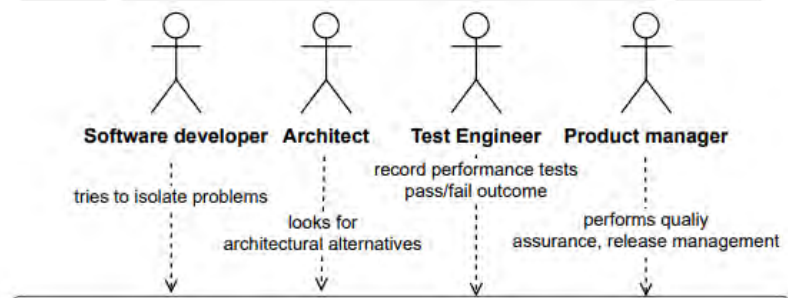 Software developer Architect Test Engineer Product manager
tries to isolate problems
record performance tests
pass/fail outcome
looks for
architectural alternatives
performs qualiy
assurance, release management